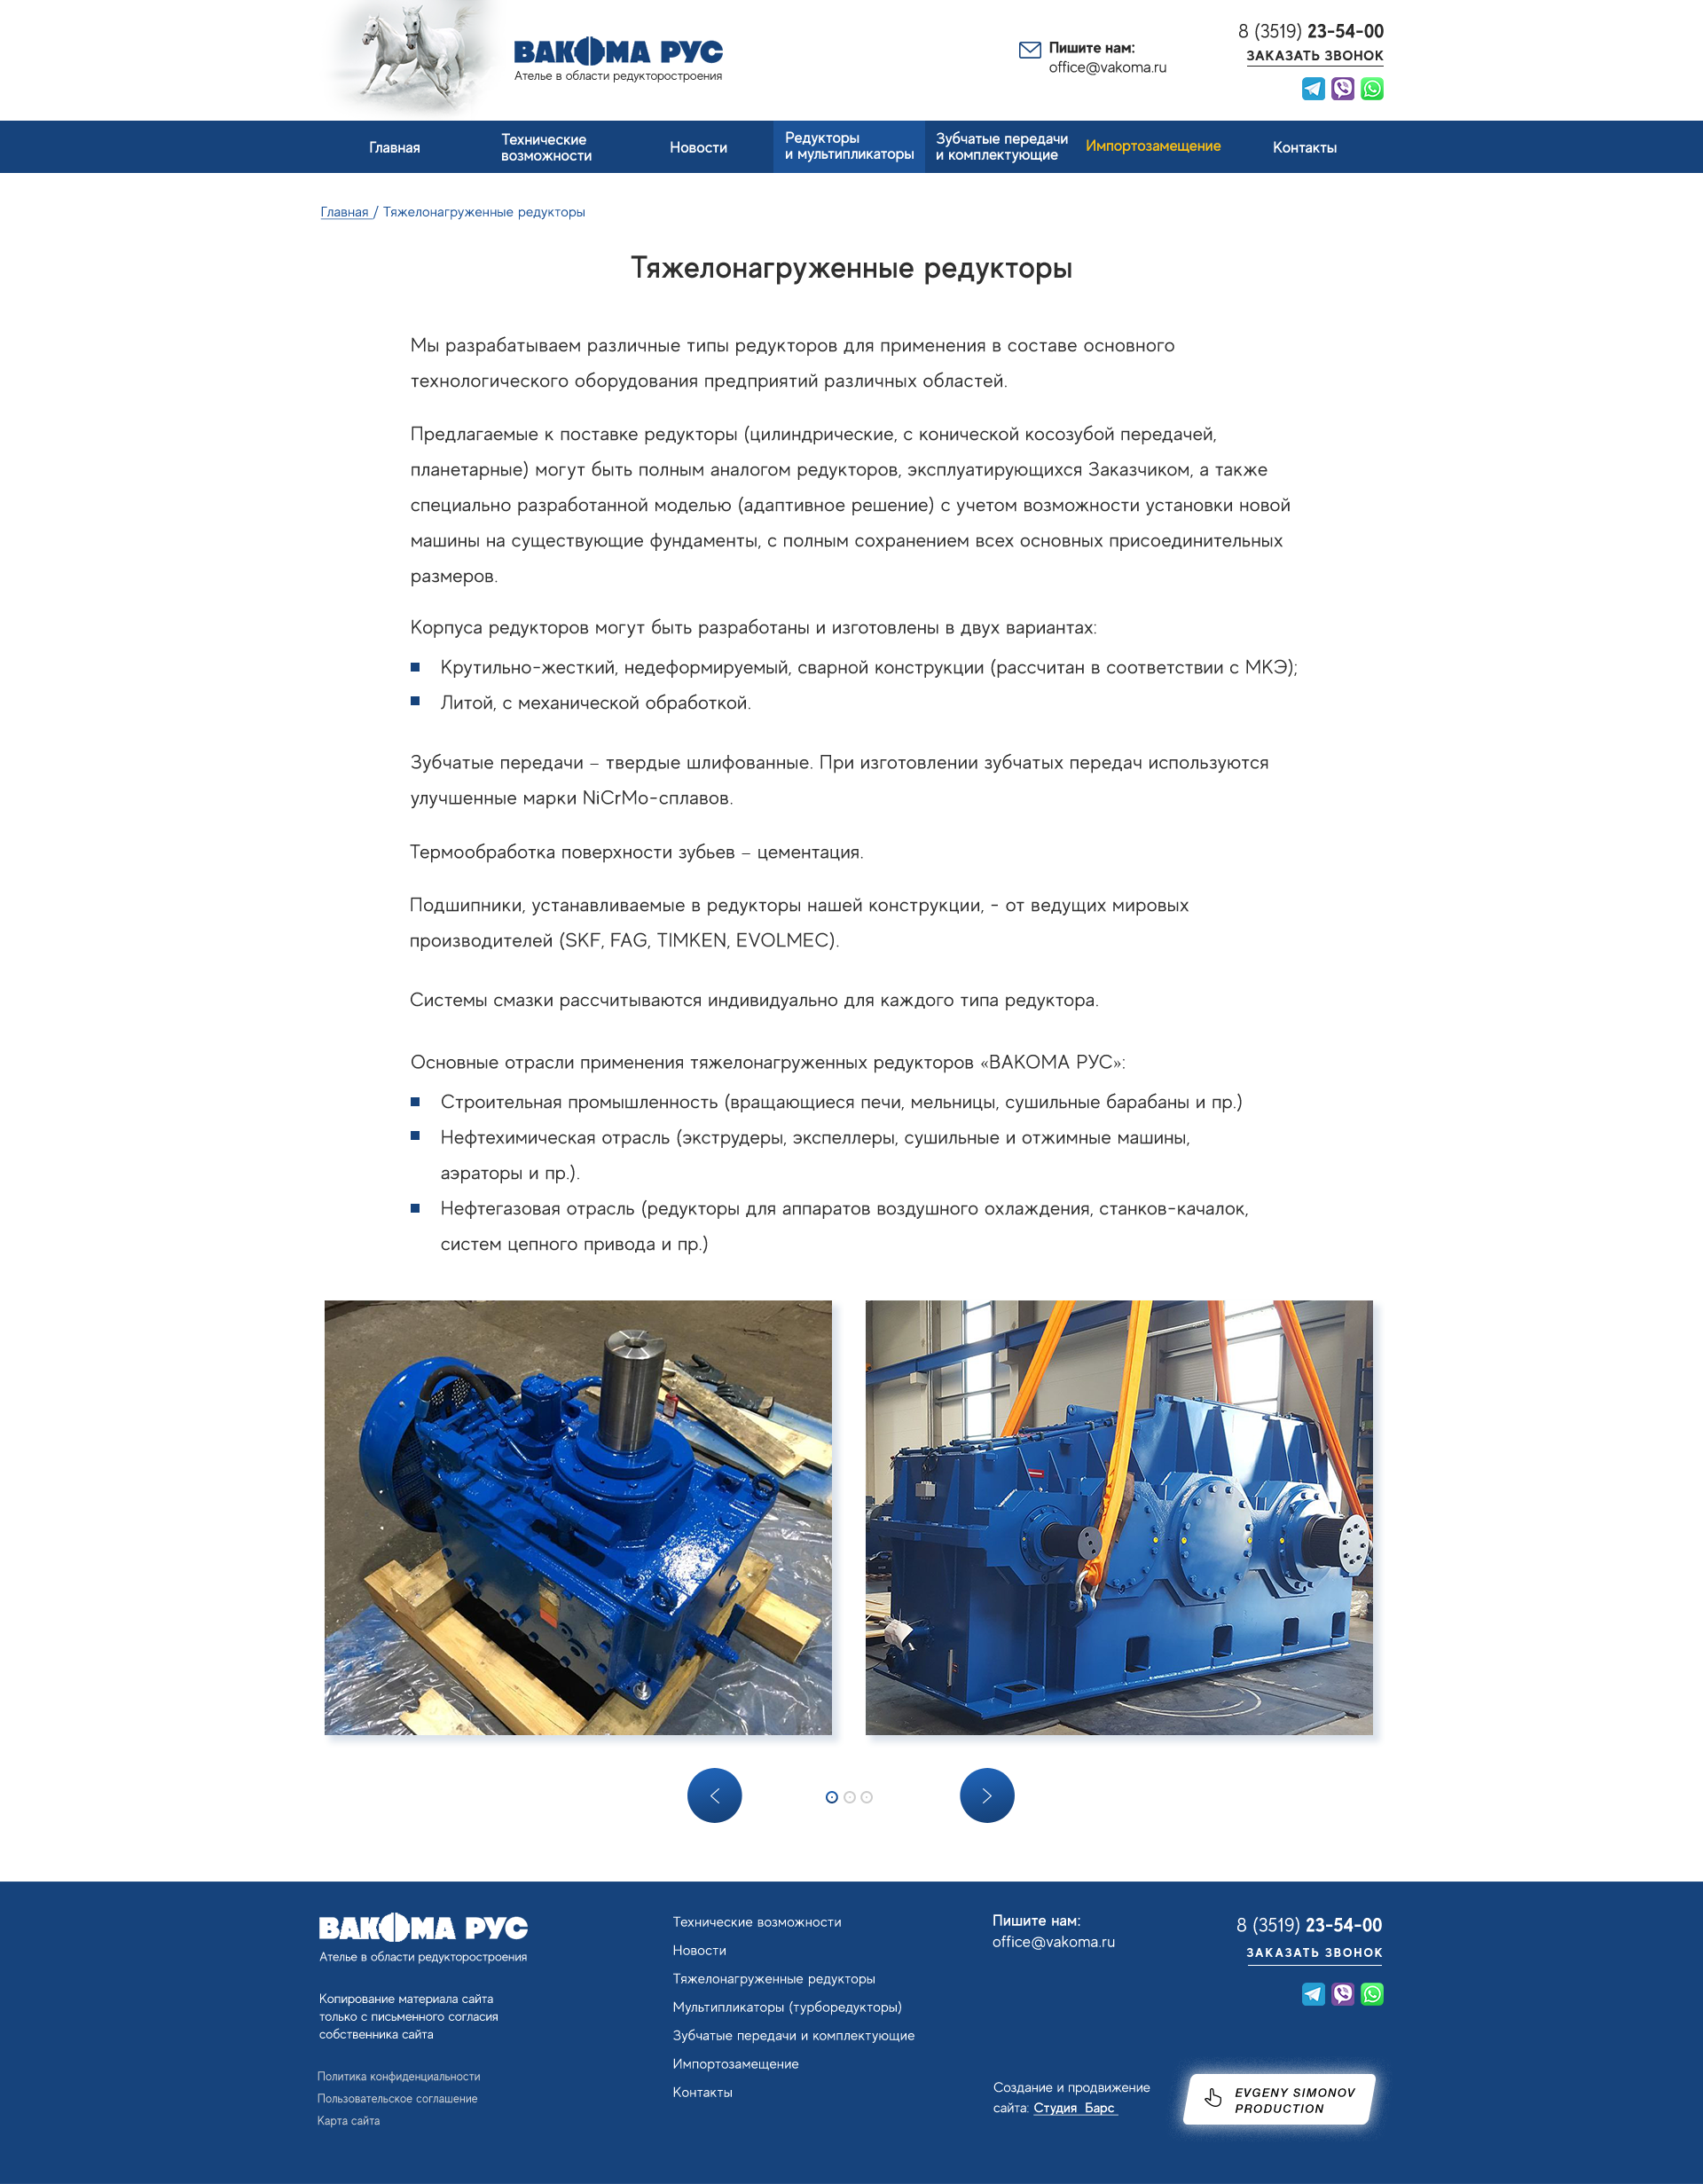 ВАКОМА РУС
Ателье в области редукторостроения
Пишите нам:
office@vakoma.ru
8 (3519) 23-54-00
ЗАКАЗАТЬ ЗВОНОК
Главная
Технические
возможности
Новости
Редукторы
и мультипликаторы
Зубчатые передачи
и комплектующие
Импортозамещение
Контакты
Главная / Тяжелонагруженные редукторы
Тяжелонагруженные редукторы
Мы разрабатываем различные типы редукторов для применения в составе основного
технологического оборудования предприятий различных областей.
Предлагаемые к поставке редукторы (цилиндрические, с конической косозубой передачей,
планетарные) могут быть полным аналогом редукторов, эксплуатирующихся Заказчиком, а также
специально разработанной моделью (адаптивное решение) с учетом возможности установки новой
машины на существующие фундаменты, с полным сохранением всех основных присоединительных
размеров.
Корпуса редукторов могут быть разработаны и изготовлены в двух вариантах:
Крутильно-жесткий, недеформируемый, сварной конструкции (рассчитан в соответствии с МКЭ);
Литой, с механической обработкой.
Зубчатые передачи – твердые шлифованные. При изготовлении зубчатых передач используются
улучшенные марки NiCrMo-сплавов.
Термообработка поверхности зубьев – цементация.
Подшипники, устанавливаемые в редукторы нашей конструкции, - от ведущих мировых
производителей (SKF, FAG, TIMKEN, EVOLMEC).
Системы смазки рассчитываются индивидуально для каждого типа редуктора.
Основные отрасли применения тяжелонагруженных редукторов «ВАКОМА РУС»:
Строительная промышленность (вращающиеся печи, мельницы, сушильные барабаны и пр.)
Нефтехимическая отрасль (экструдеры, экспеллеры, сушильные и отжимные машины,
аэраторы и пр.).
Нефтегазовая отрасль (редукторы для аппаратов воздушного охлаждения, станков-качалок,
систем цепного привода и пр.)
ВАКОМА РУС
Ателье в области редукторостроения
Копирование материала сайта
только с письменного согласия
собственника сайта
Политика конфиденциальности
Пользовательское соглашение
Карта сайта
Технические возможности
Новости
Тяжелонагруженные редукторы
Мультипликаторы (турборедукторы)
Зубчатые передачи и комплектующие
Импортозамещение
Контакты
Пишите нам:
office@vakoma.ru
8 (3519) 23-54-00
ЗАКАЗАТЬ ЗВОНОК
Создание и продвижение
сайта: Студия Барс
EVGENY SIMONOV
PRODUCTION